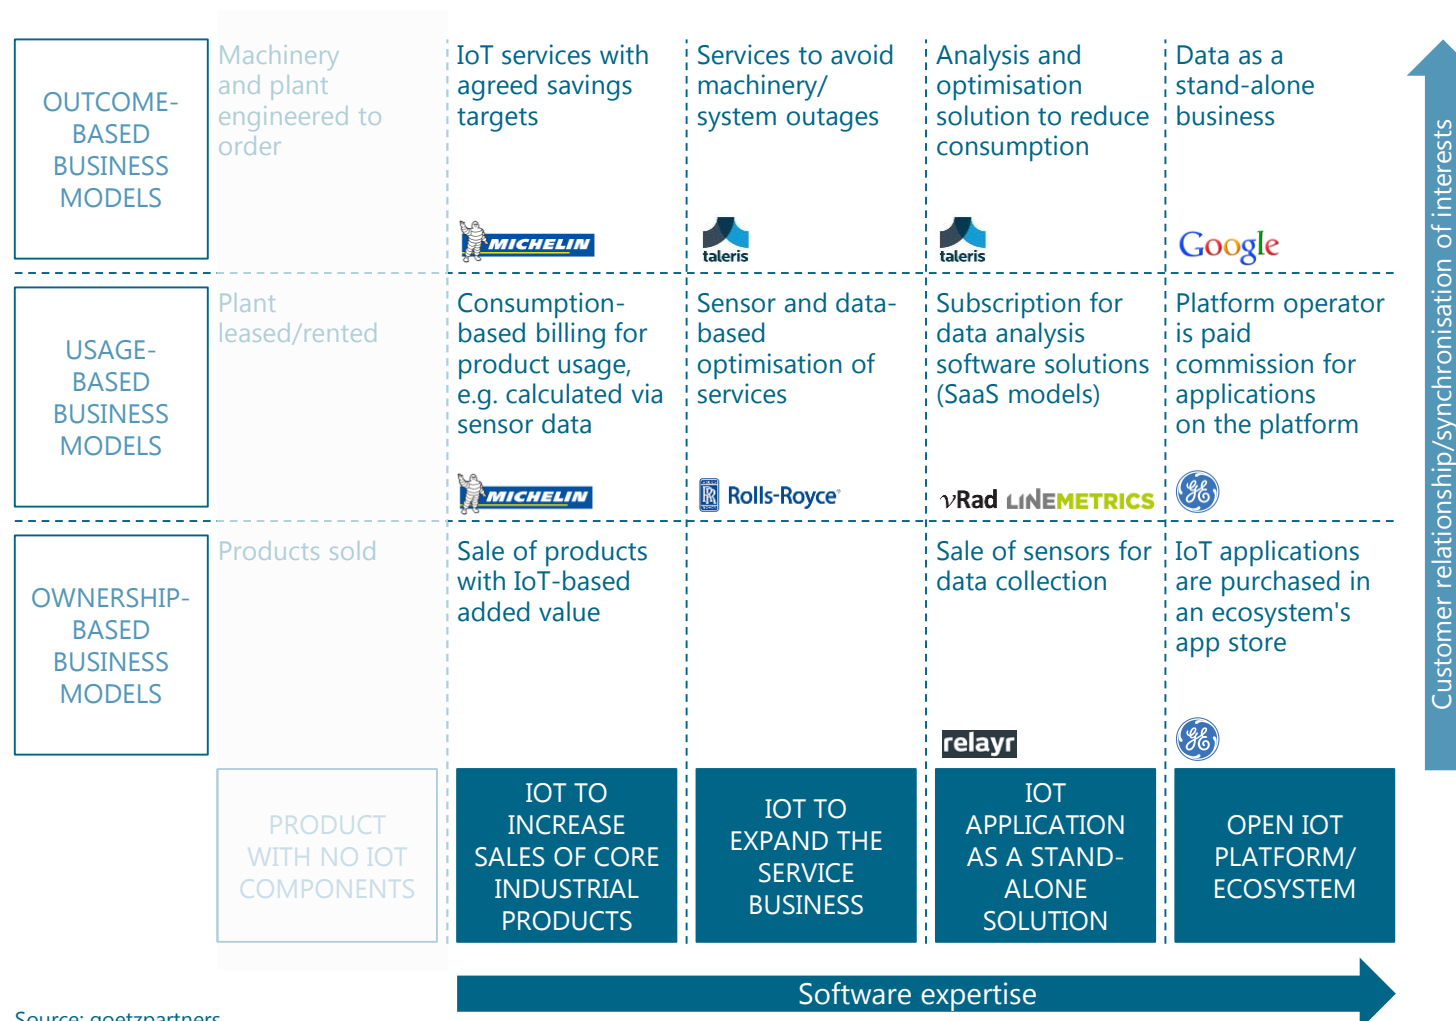 OUTCOME-
BASED
BUSINESS
MODELS
Machinery
and plant
engineered to
order
IoT services with
agreed savings
targets
MICHELIN
Services to avoid
machinery/
system outages
taleris
Analysis and
optimisation
solution to reduce
consumption
taleris
Data as a
stand-alone
business
Google
USAGE-
BASED
BUSINESS
MODELS
Plant
leased/rented
Consumption-
based billing for
product usage,
e.g. calculated via
sensor data
MICHELIN
Sensor and data-
based
optimisation of
services
Rolls-Royce
Subscription for
data analysis
software solutions
(SaaS models)
vRad LINEMETRICS
Platform operator
is paid
commission for
applications
on the platform
GE
OWNERSHIP-
BASED
BUSINESS
MODELS
Products sold
Sale of products
with IoT-based
added value
Sale of sensors for
data collection
relayr
IoT applications
are purchased in
an ecosystem's
app store
GE
PRODUCT
WITH NO IOT
COMPONENTS
IOT TO
INCREASE
SALES OF CORE
INDUSTRIAL
PRODUCTS
IOT TO
EXPAND THE
SERVICE
BUSINESS
IOT
APPLICATION
AS A STAND-
ALONE
SOLUTION
OPEN IOT
PLATFORM/
ECOSYSTEM
Software expertise
Customer relationship/synchronisation of interests
Source: goetzpartners